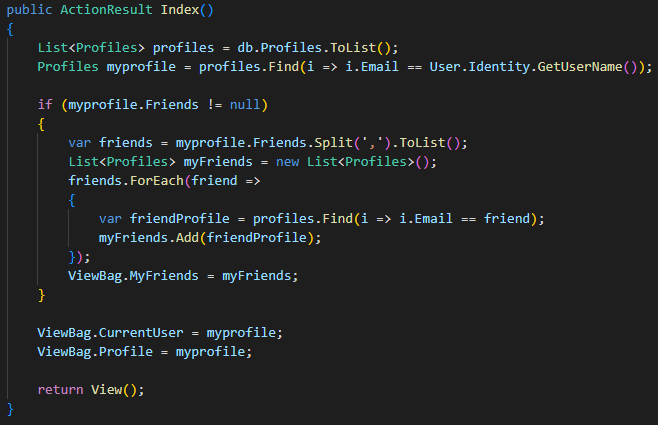 public ActionResult Index()
{
    List<Profiles> profiles = db.Profiles.ToList();
    Profiles myprofile = profiles.Find(i => i.Email == User.Identity.GetUserName());

    if (myprofile.Friends != null)
    {
        var friends = myprofile.Friends.Split(',').ToList();
        List<Profiles> myFriends = new List<Profiles>();
        friends.ForEach(friend =>
        {
            var friendProfile = profiles.Find(i => i.Email == friend);
            myFriends.Add(friendProfile);
        });
        ViewBag.MyFriends = myFriends;
    }

    ViewBag.CurrentUser = myprofile;
    ViewBag.Profile = myprofile;

    return View();
}